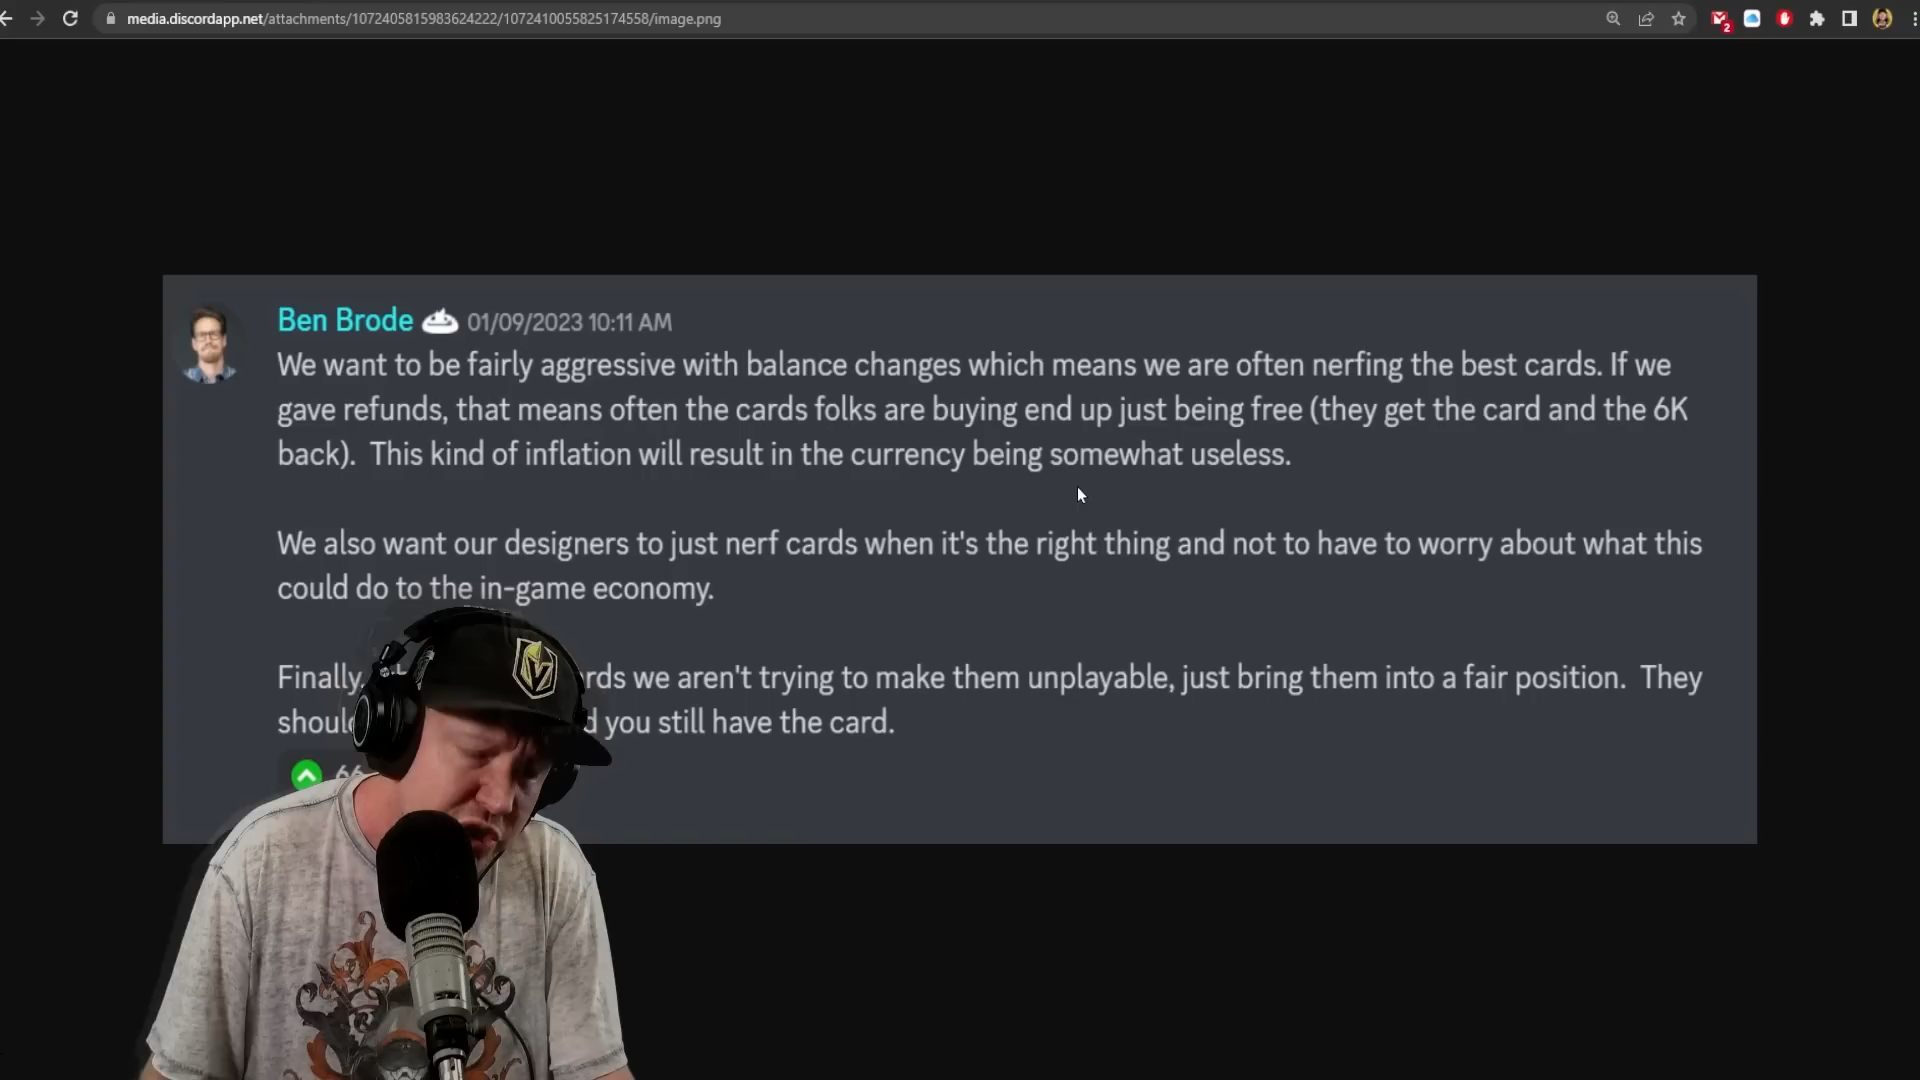 media.discordapp.net/attachments/1072405815983624222/1072410055825174558/image.png
2
Ben Brode 01/09/2023 10:11 AM
We want to be fairly aggressive with balance changes which means we are often nerfing the best cards. If we
gave refunds, that means often the cards folks are buying end up just being free (they get the card and the 6K
back). This kind of inflation will result in the currency being somewhat useless.
We also want our designers to just nerf cards when it's the right thing and not to have to worry about what this
could do to the in-game economy.
Finally, rds we aren't trying to make them unplayable, just bring them into a fair position. They
should you still have the card.